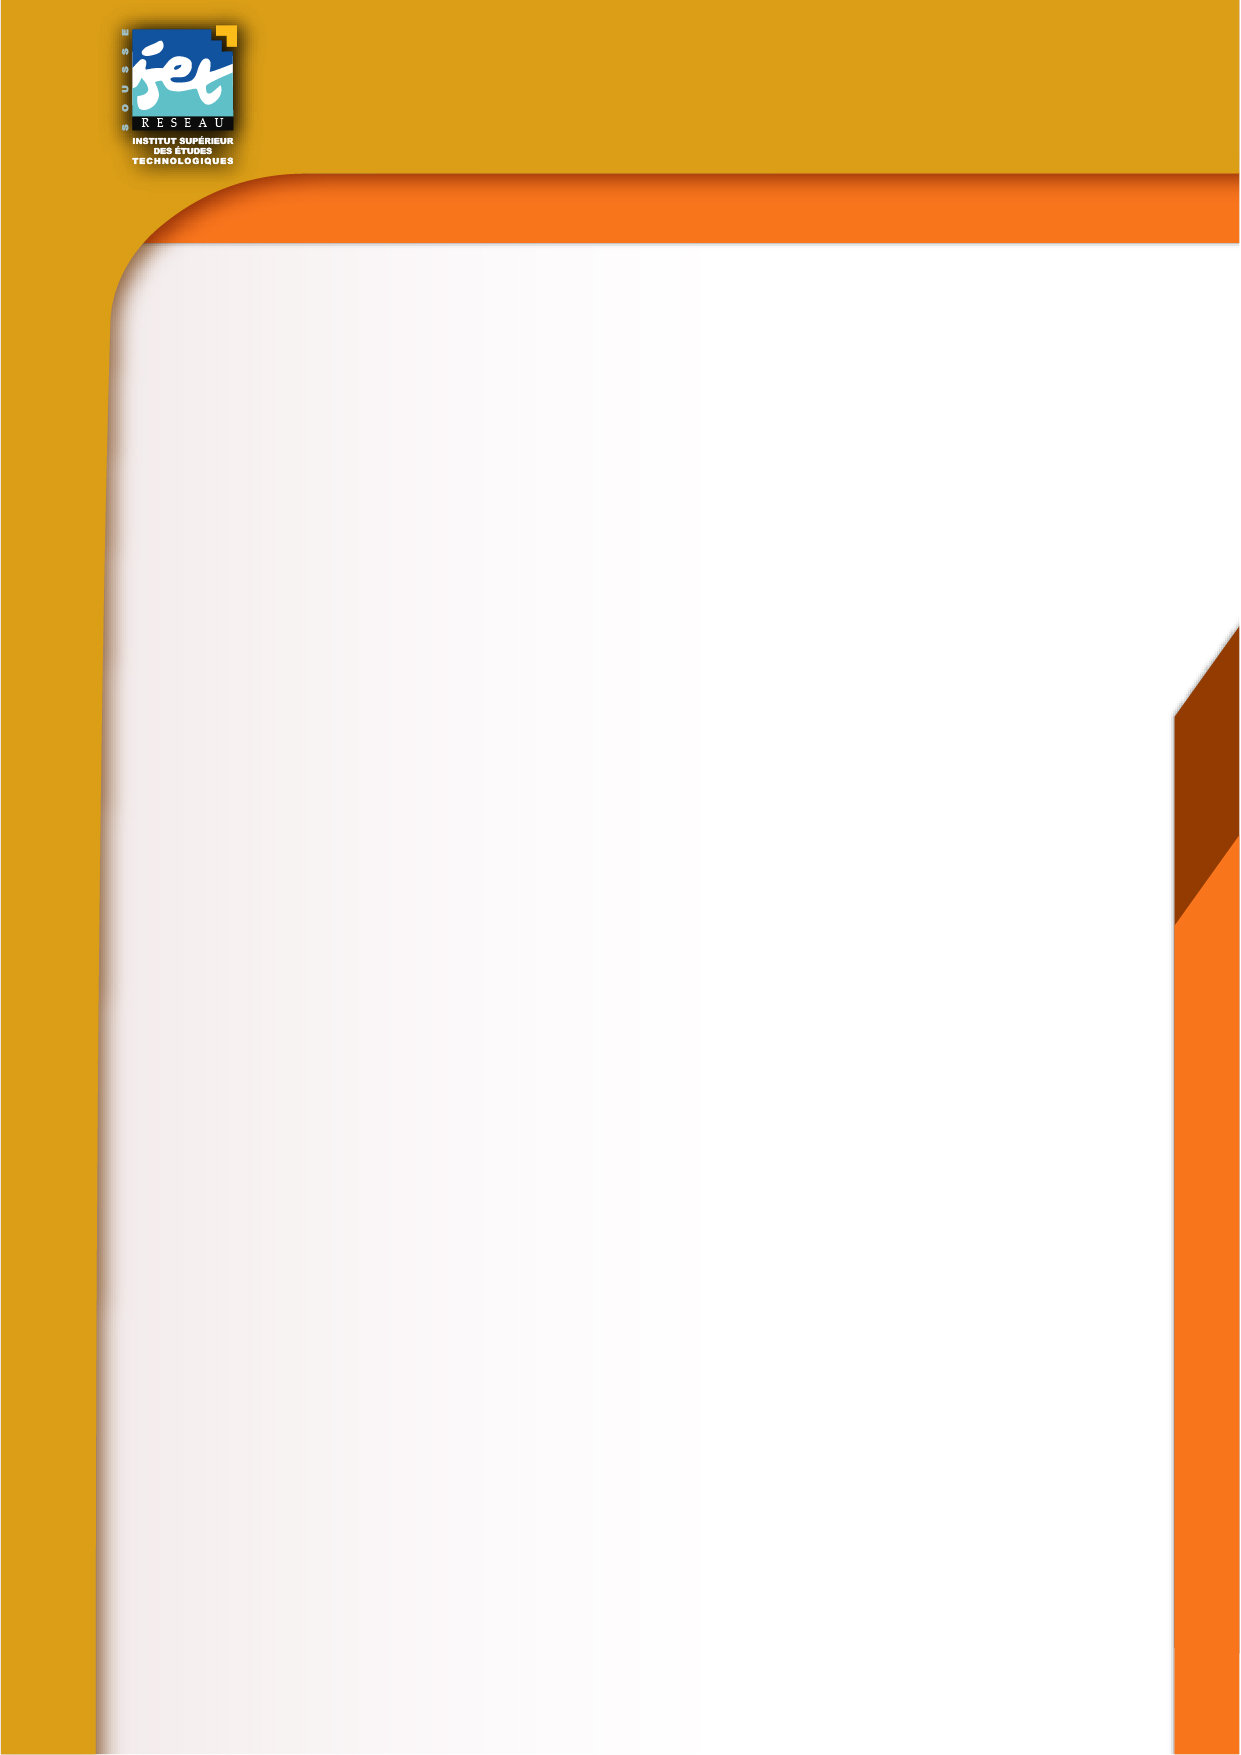 SOUSSE
iset
RESEAU
INSTITUT SUPÉRIEUR
DES ÉTUDES
TECHNOLOGIQUES